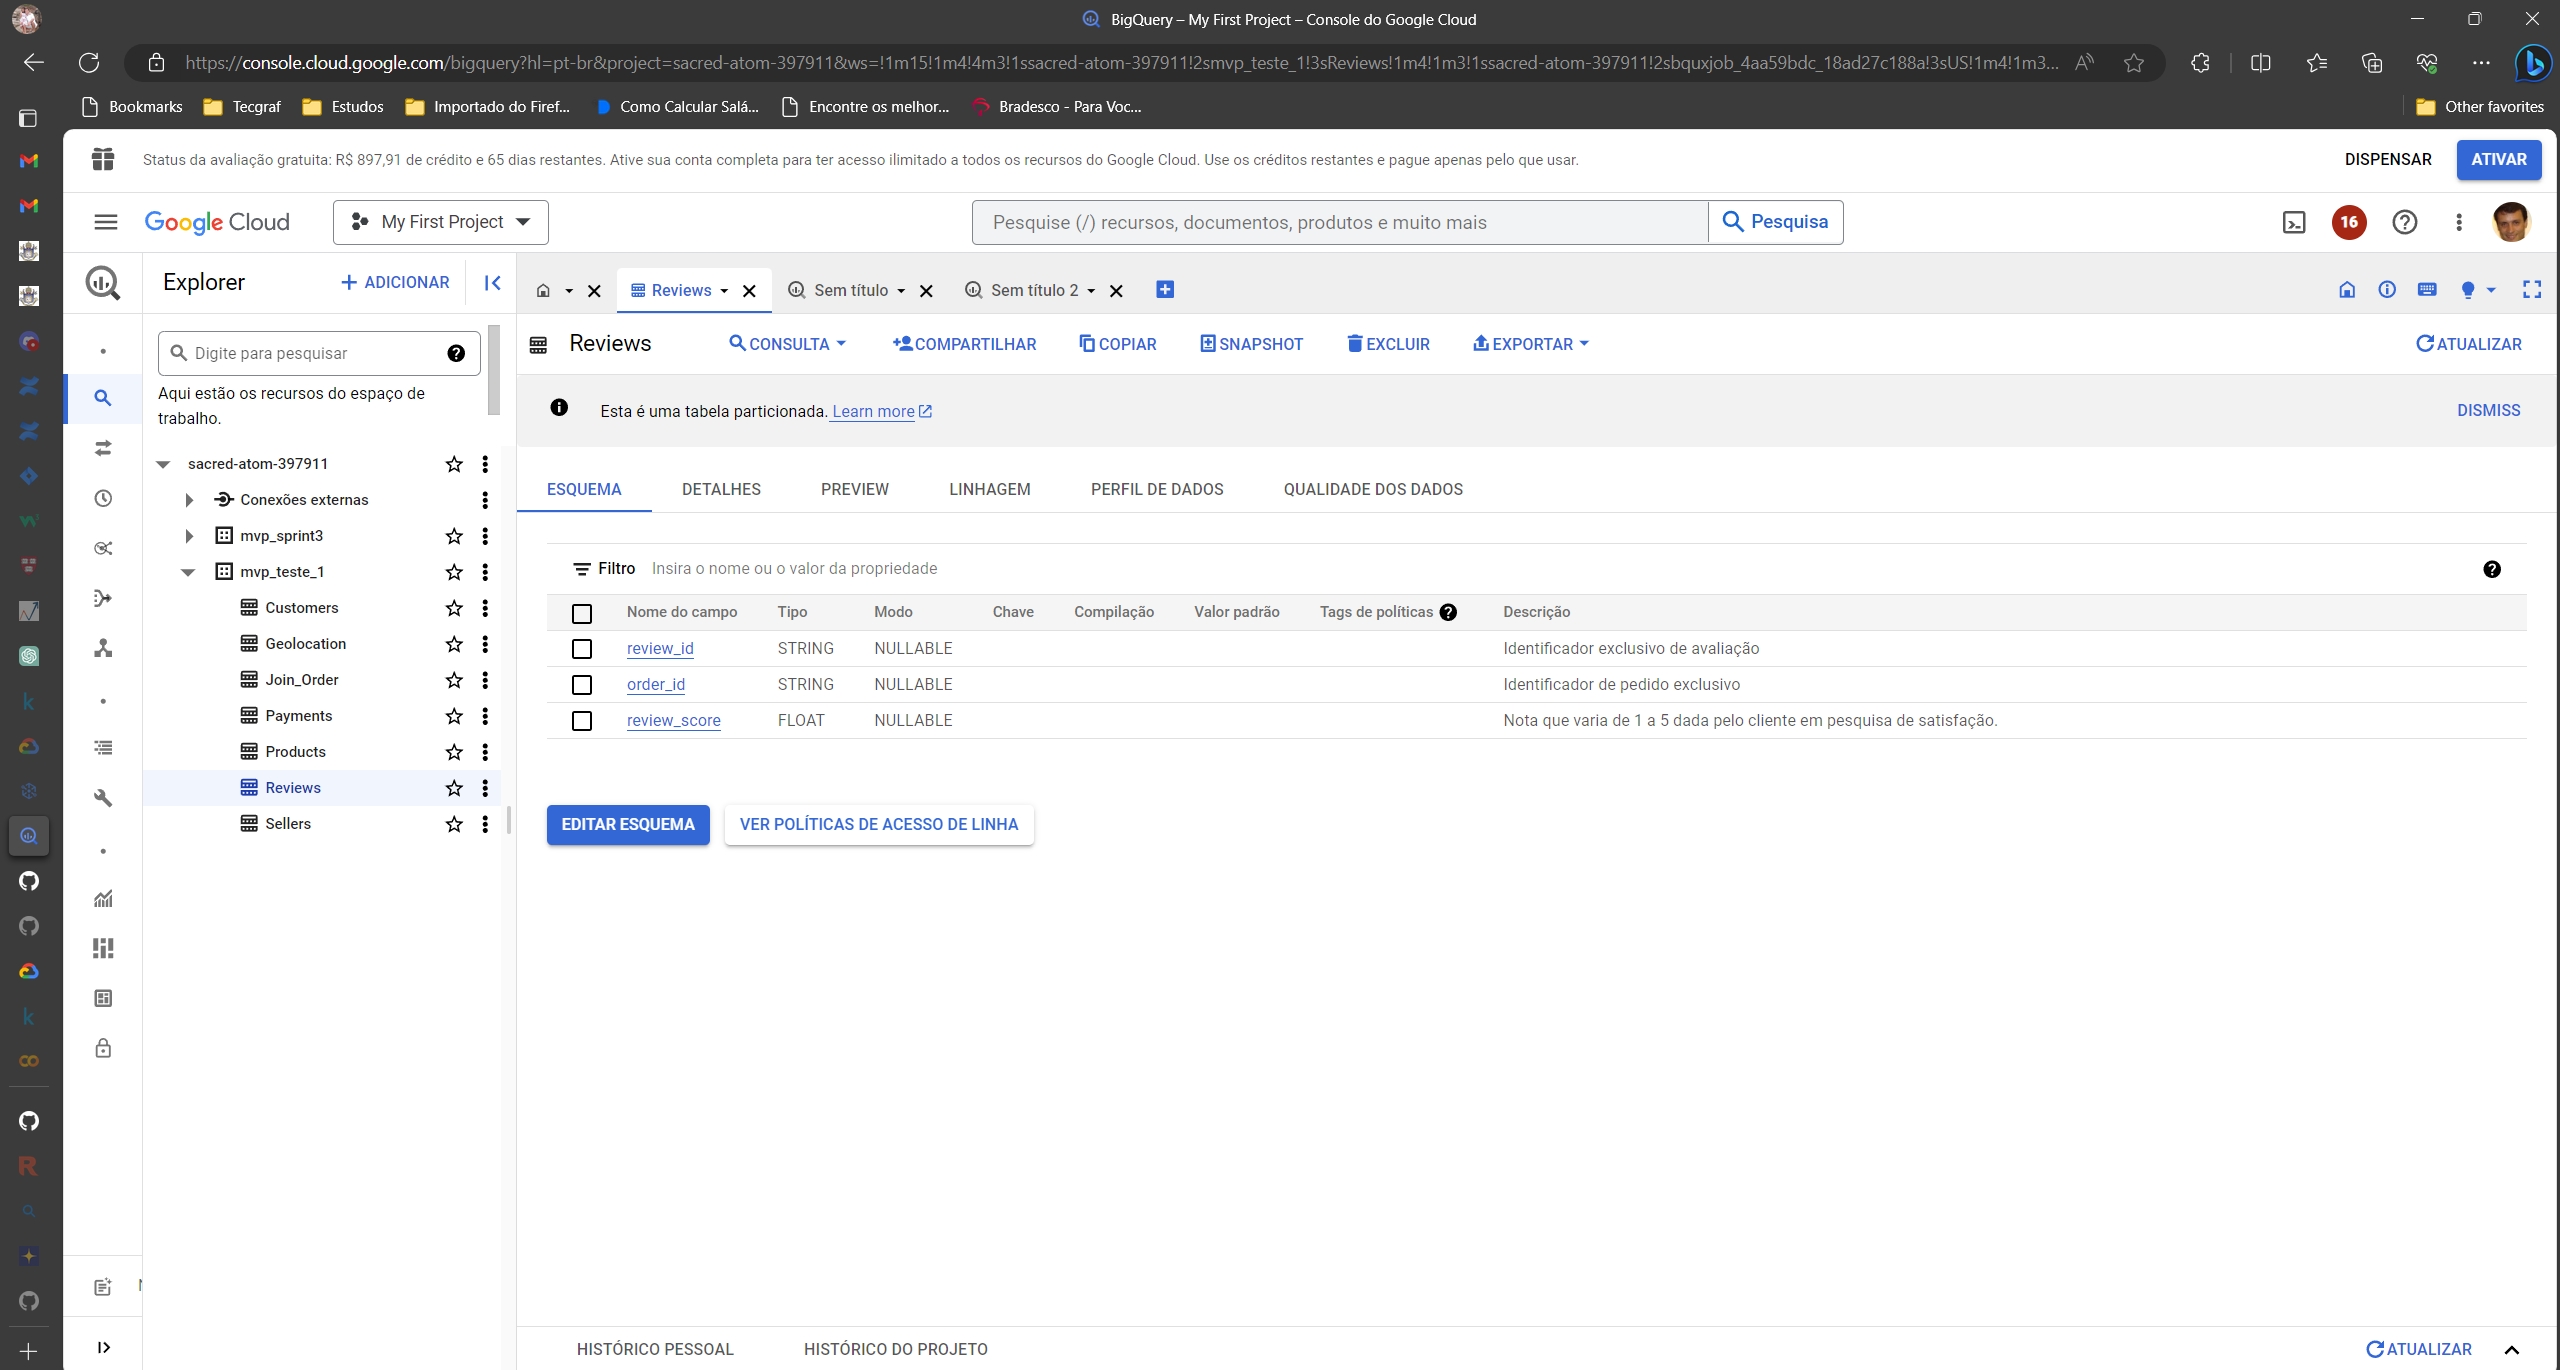 BigQuery – My First Project – Console do Google Cloud
https://console.cloud.google.com/bigquery?hl=pt-br&project=sacred-atom-397911&ws=!1m15!1m4!4m3!1ssacred-atom-397911!2smvp_teste_1!3sReviews!1m4!1m3!1ssacred-atom-397911!2sbquxjob_4aa59bdc_18ad27c188a!3sUS!1m4!1m3...
Bookmarks Tecgraf Estudos Importado do Firef... Como Calcular Salá... Encontre os melhor... Bradesco - Para Voc... Other favorites
Status da avaliação gratuita: R$ 897,91 de crédito e 65 dias restantes. Ative sua conta completa para ter acesso ilimitado a todos os recursos do Google Cloud. Use os créditos restantes e pague apenas pelo que usar. DISPENSAR ATIVAR
Google Cloud My First Project Pesquise (/) recursos, documentos, produtos e muito mais Pesquisa 16
Explorer + ADICIONAR
Reviews Sem título Sem título 2
Digite para pesquisar
Aqui estão os recursos do espaço de
trabalho.
sacred-atom-397911
Conexões externas
mvp_sprint3
mvp_teste_1
Customers
Geolocation
Join_Order
Payments
Products
Reviews
Sellers
Reviews CONSULTA COMPARTILHAR COPIAR SNAPSHOT EXCLUIR EXPORTAR ATUALIZAR
Esta é uma tabela particionada. Learn more DISMISS
ESQUEMA DETALHES PREVIEW LINHAGEM PERFIL DE DADOS QUALIDADE DOS DADOS
Filtro Insira o nome ou o valor da propriedade
Nome do campo Tipo Modo Chave Compilação Valor padrão Tags de políticas Descrição
review_id STRING NULLABLE Identificador exclusivo de avaliação
order_id STRING NULLABLE Identificador de pedido exclusivo
review_score FLOAT NULLABLE Nota que varia de 1 a 5 dada pelo cliente em pesquisa de satisfação.
EDITAR ESQUEMA VER POLÍTICAS DE ACESSO DE LINHA
HISTÓRICO PESSOAL HISTÓRICO DO PROJETO ATUALIZAR